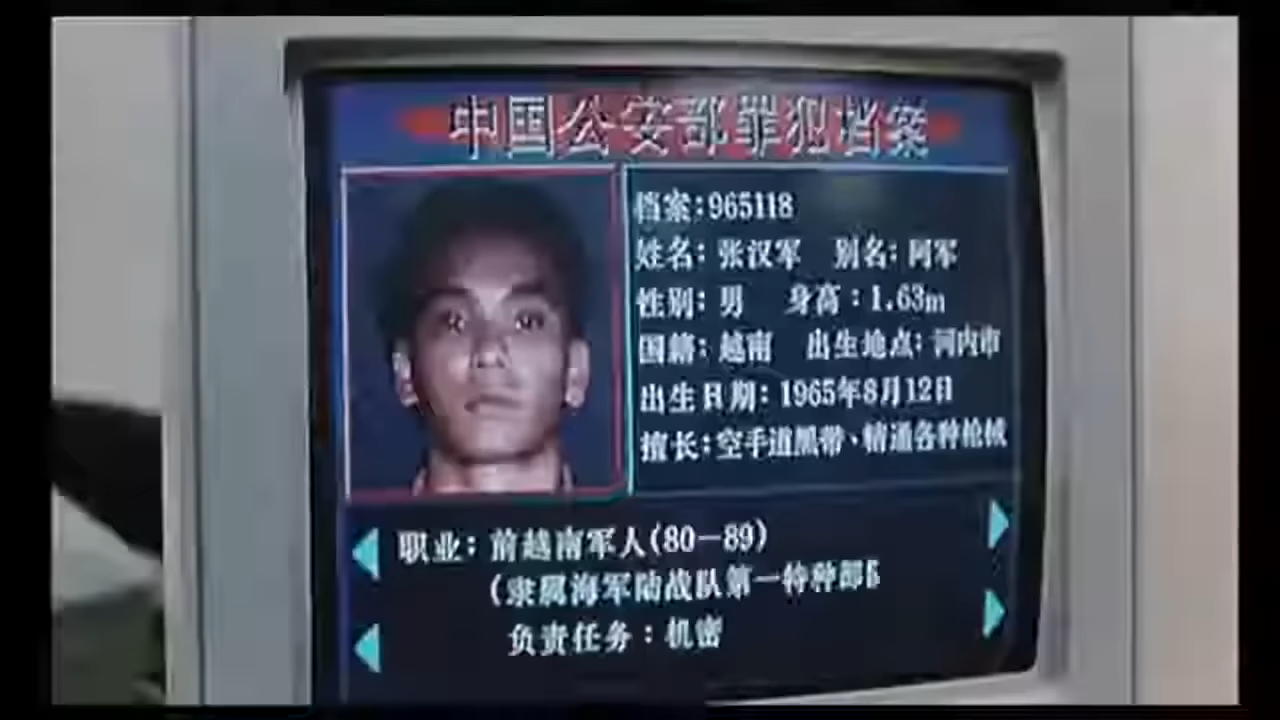 中国公安部罪犯档案
档案:965118
姓名: 张汉军 别名: 阿军
性别: 男 身高: 1.63m
国籍: 越南 出生地点: 河内市
出生日期: 1965年8月12日
擅长: 空手道黑带、精通各种枪械
职业: 前越南军人(80—89)
(隶属海军陆战队第一特种部
负责任务: 机密